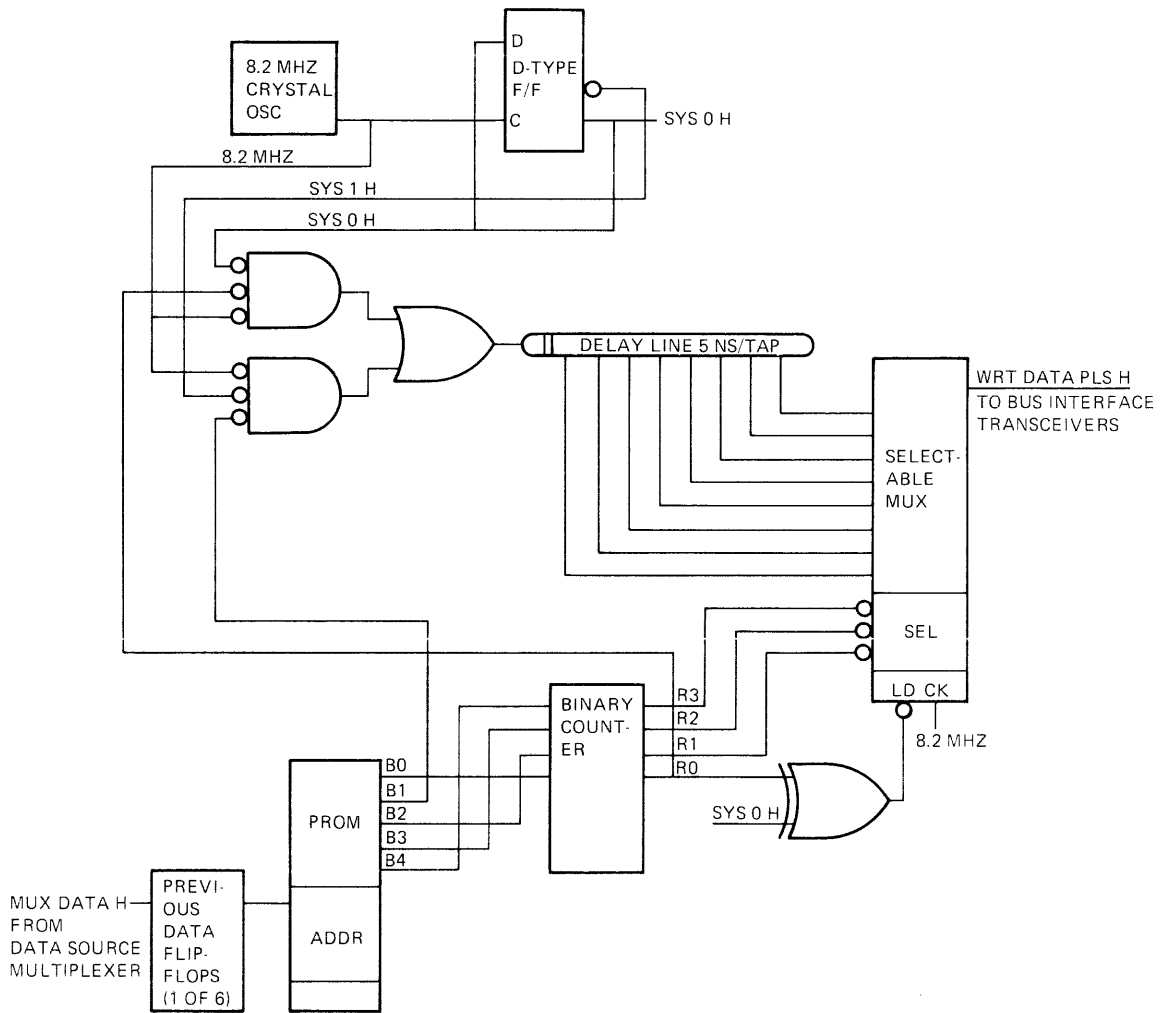 8.2 MHZ
CRYSTAL
OSC
D
D-TYPE
F/F
C
SYS 0 H
8.2 MHZ
SYS 1 H
SYS 0 H
DELAY LINE 5 NS/TAP
WRT DATA PLS H
TO BUS INTERFACE
TRANSCEIVERS
SELECT-
ABLE
MUX
SEL
LD CK
8.2 MHZ
BINARY
COUNT-
ER
R3
R2
R1
R0
SYS 0 H
B0
B1
B2
B3
B4
PROM
ADDR
PREVI-
OUS
DATA
FLIP-
FLOPS
(1 OF 6)
MUX DATA H
FROM
DATA SOURCE
MULTIPLEXER